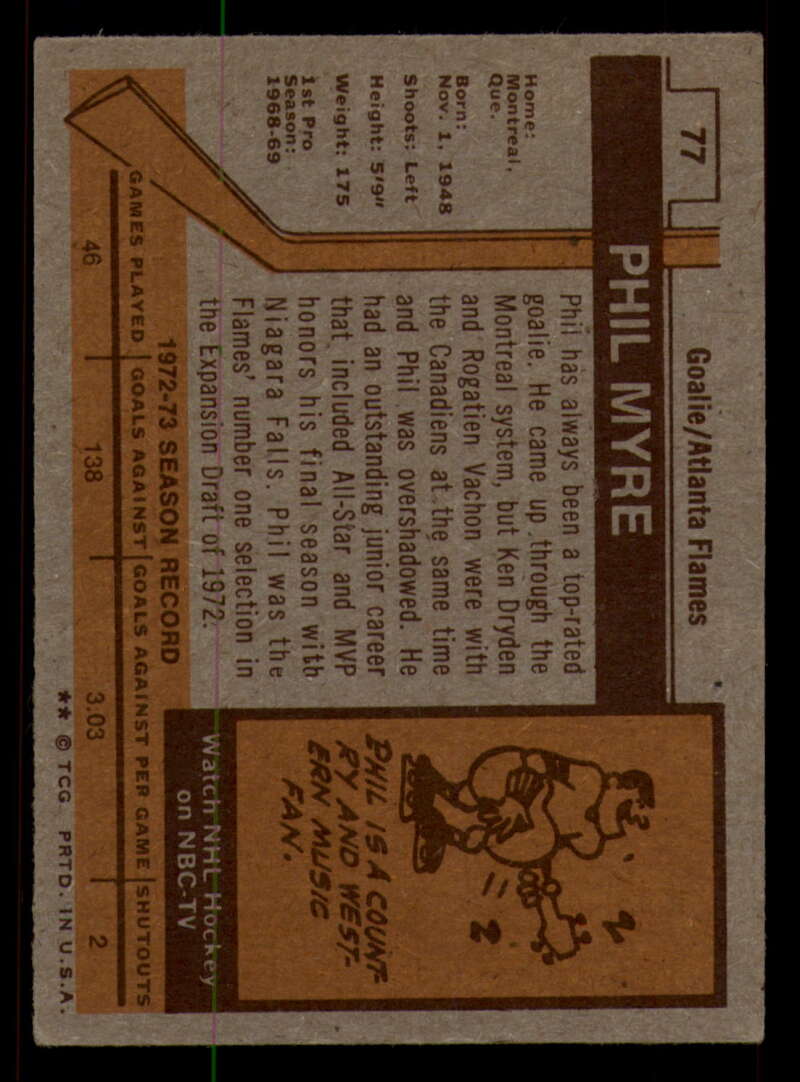 77
Goalie/Atlanta Flames
PHIL MYRE
Home:
Montreal,
Que.
Born:
Nov. 1, 1948
Shoots: Left
Height: 5'9"
Weight: 175
1st Pro
Season:
1968-69
Phil has always been a top-rated
goalie. He came up through the
Montreal system, but Ken Dryden
and Rogatien Vachon were with
the Canadiens at the same time
and Phil was overshadowed. He
had an outstanding junior career
that included All-Star and MVP
honors his final season with
Niagara Falls. Phil was the
Flames' number one selection in
the Expansion Draft of 1972.
PHIL IS A COUNT-
RY AND WEST-
ERN MUSIC
FAN.
Watch NHL Hockey
on NBC-TV
1972-73 SEASON RECORD
GAMES PLAYED GOALS AGAINST GOALS AGAINST PER GAME SHUTOUTS
46 138 3.03 2
** © TCG PRTD. IN U.S.A.